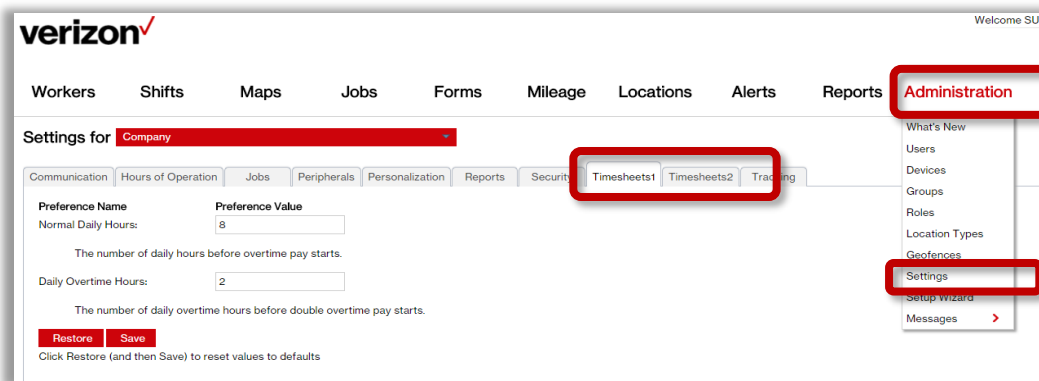 Welcome SU
verizon
Workers Shifts Maps Jobs Forms Mileage Locations Alerts Reports Administration
Settings for Company
What's New
Users
Devices
Groups
Roles
Location Types
Geofences
Settings
Setup Wizard
Messages
Communication Hours of Operation Jobs Peripherals Personalization Reports Security Timesheets1 Timesheets2 Tracking
Preference Name Preference Value
Normal Daily Hours: 8
The number of daily hours before overtime pay starts.
Daily Overtime Hours: 2
The number of daily overtime hours before double overtime pay starts.
Restore Save
Click Restore (and then Save) to reset values to defaults